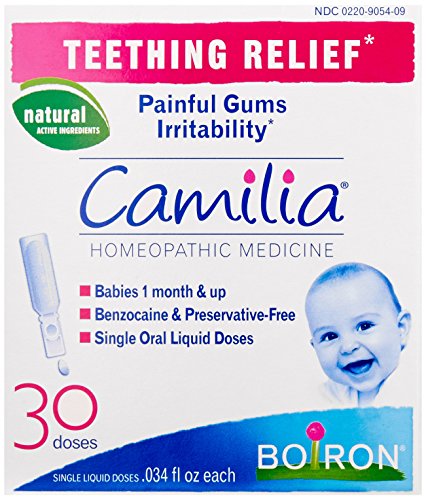 NDC 0220-9054-09
TEETHING RELIEF*
natural
ACTIVE INGREDIENTS
Painful Gums
Irritability*
Camilia®
HOMEOPATHIC MEDICINE
Babies 1 month & up
Benzocaine & Preservative-Free
Single Oral Liquid Doses
30
doses
SINGLE LIQUID DOSES .034 fl oz each
BOIRON®